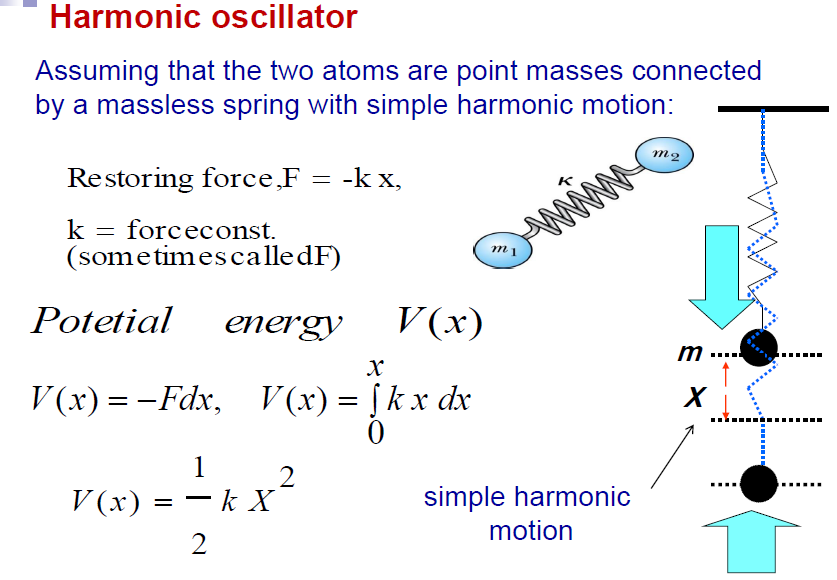 Harmonic oscillator
Assuming that the two atoms are point masses connected
by a massless spring with simple harmonic motion:
Restoring force,F = -k x,
k = forceconst.
(sometimescalledF)
m₂
κ
m₁
Potetial energy V(x)
V(x) = −Fdx, V(x) = ∫₀ˣ k x dx
V(x) = 1/2 k X²
m
X
simple harmonic
motion